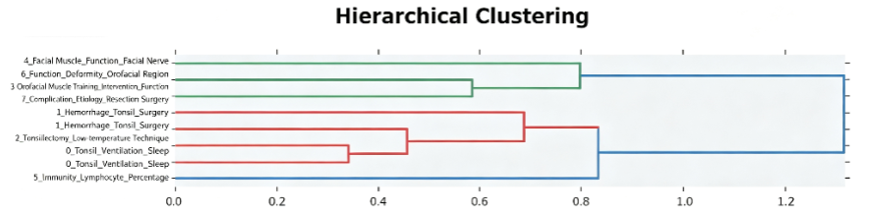 Hierarchical Clustering
4_Facial Muscle_Function_Facial Nerve
6_Function_Deformity_Orofacial Region
3 Orofacial Muscle Training_Intervention_Function
7_Complication_Etiology_Resection Surgery
1_Hemorrhage_Tonsil_Surgery
1_Hemorrhage_Tonsil_Surgery
2_Tonsillectomy_Low-temperature Technique
0_Tonsil_Ventilation_Sleep
0_Tonsil_Ventilation_Sleep
5_Immunity_Lymphocyte_Percentage
0.0 0.2 0.4 0.6 0.8 1.0 1.2